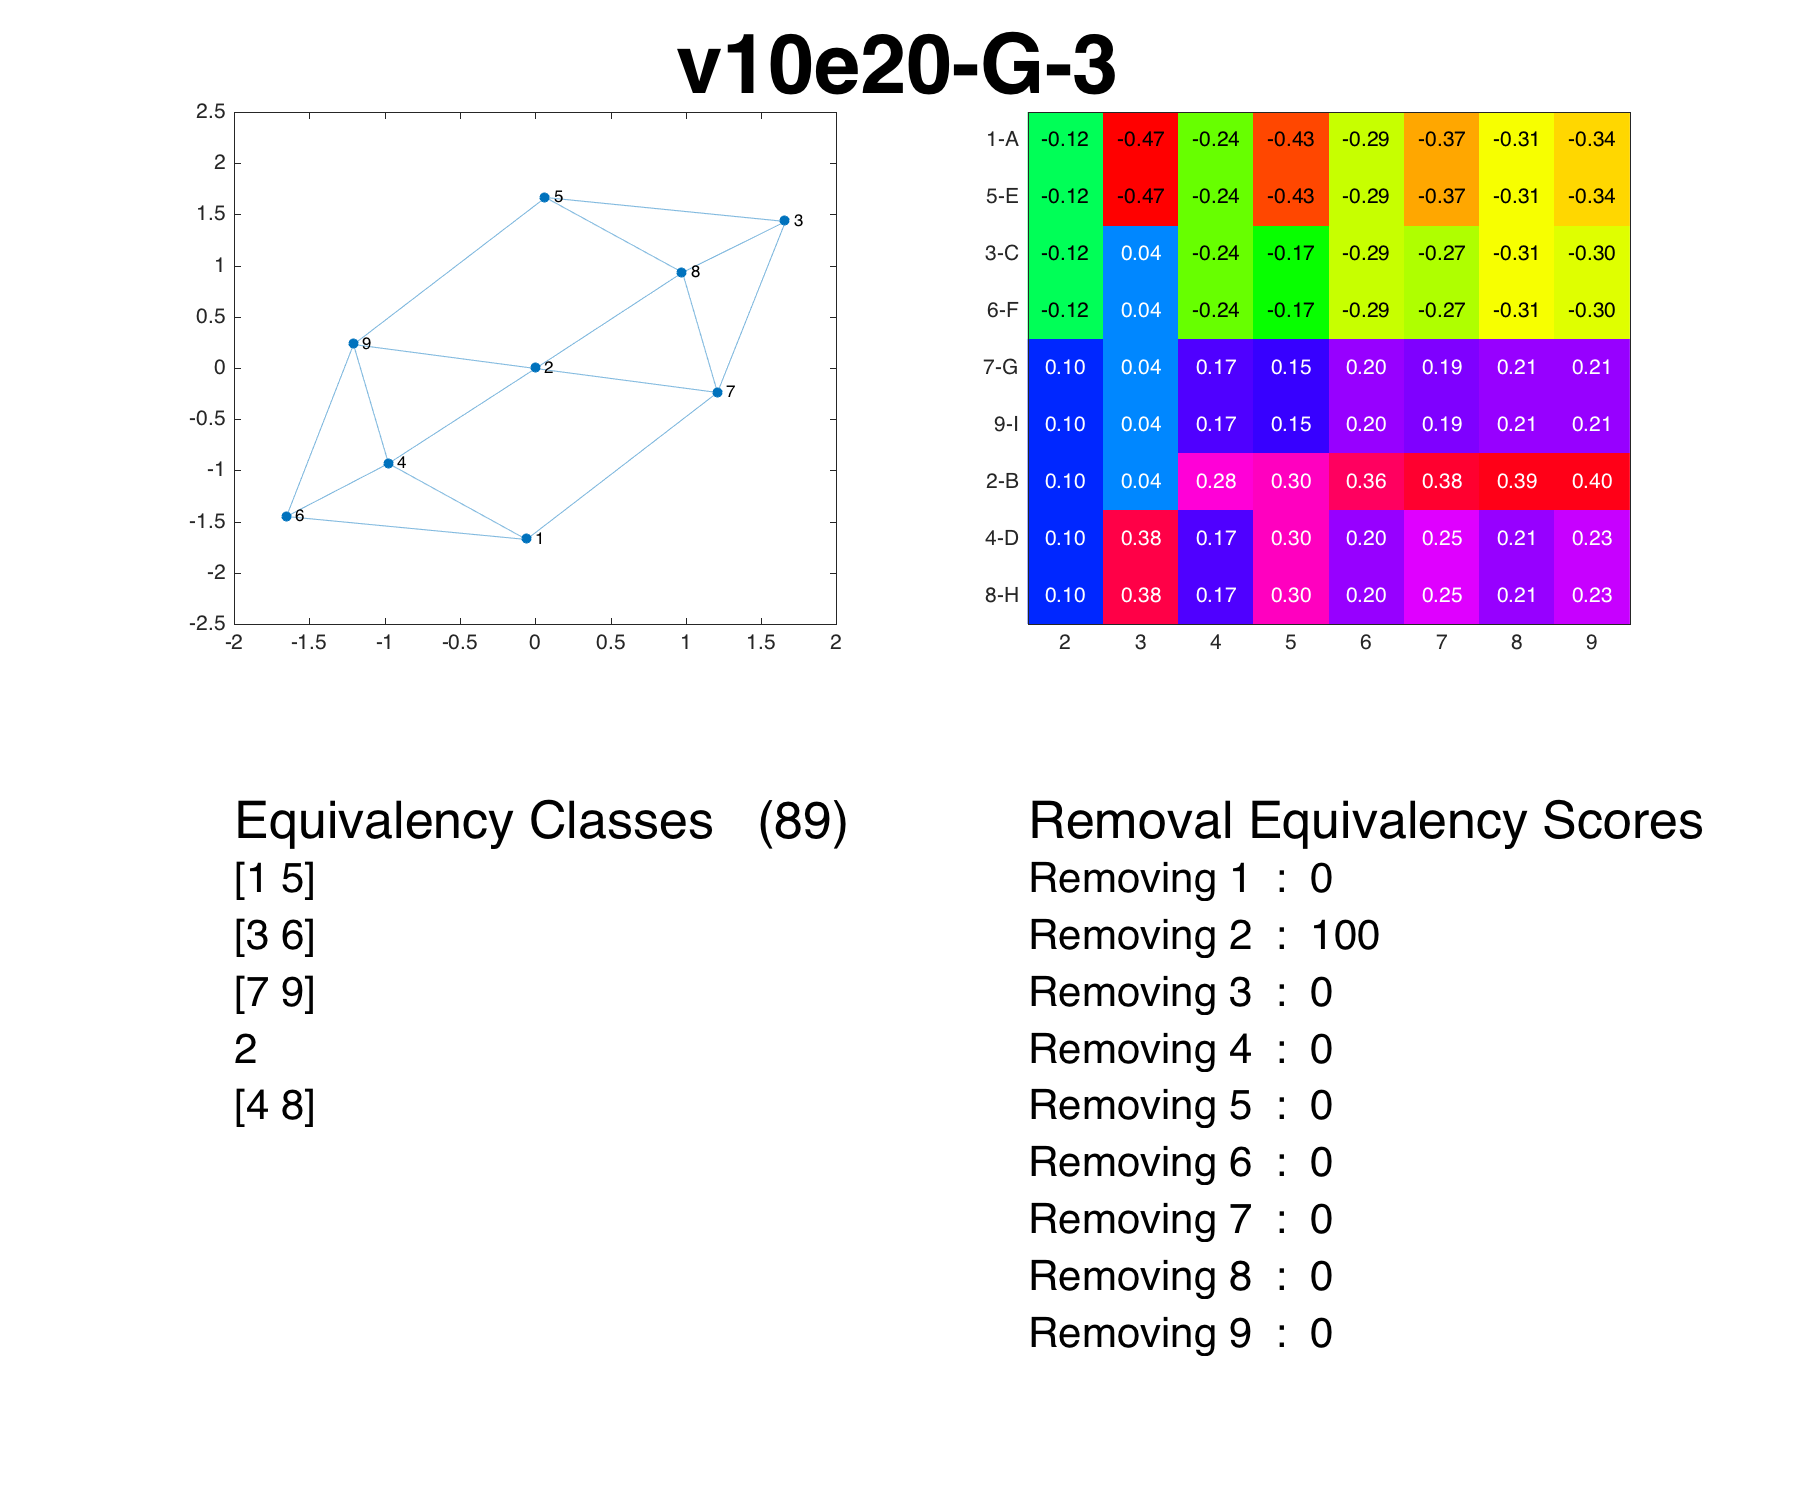 v10e20-G-3
2.5
2
1.5
1
0.5
0
-0.5
-1
-1.5
-2
-2.5
-2 -1.5 -1 -0.5 0 0.5 1 1.5 2
5
3
8
9
2
7
4
6
1
1-A -0.12 -0.47 -0.24 -0.43 -0.29 -0.37 -0.31 -0.34
5-E -0.12 -0.47 -0.24 -0.43 -0.29 -0.37 -0.31 -0.34
3-C -0.12 0.04 -0.24 -0.17 -0.29 -0.27 -0.31 -0.30
6-F -0.12 0.04 -0.24 -0.17 -0.29 -0.27 -0.31 -0.30
7-G 0.10 0.04 0.17 0.15 0.20 0.19 0.21 0.21
9-I 0.10 0.04 0.17 0.15 0.20 0.19 0.21 0.21
2-B 0.10 0.04 0.28 0.30 0.36 0.38 0.39 0.40
4-D 0.10 0.38 0.17 0.30 0.20 0.25 0.21 0.23
8-H 0.10 0.38 0.17 0.30 0.20 0.25 0.21 0.23
2 3 4 5 6 7 8 9
Equivalency Classes (89)
[1 5]
[3 6]
[7 9]
2
[4 8]
Removal Equivalency Scores
Removing 1 : 0
Removing 2 : 100
Removing 3 : 0
Removing 4 : 0
Removing 5 : 0
Removing 6 : 0
Removing 7 : 0
Removing 8 : 0
Removing 9 : 0